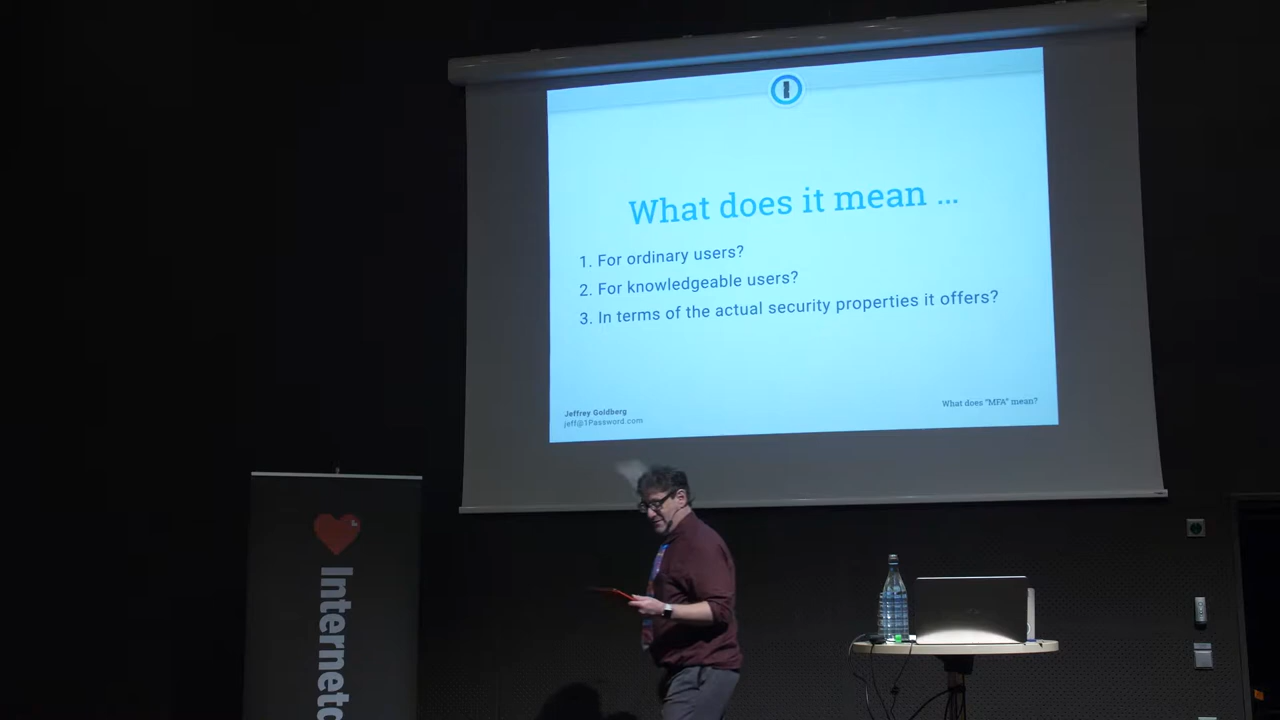 What does it mean ...
1. For ordinary users?
2. For knowledgeable users?
3. In terms of the actual security properties it offers?
Jeffrey Goldberg
jeff@1Password.com
What does "MFA" mean?